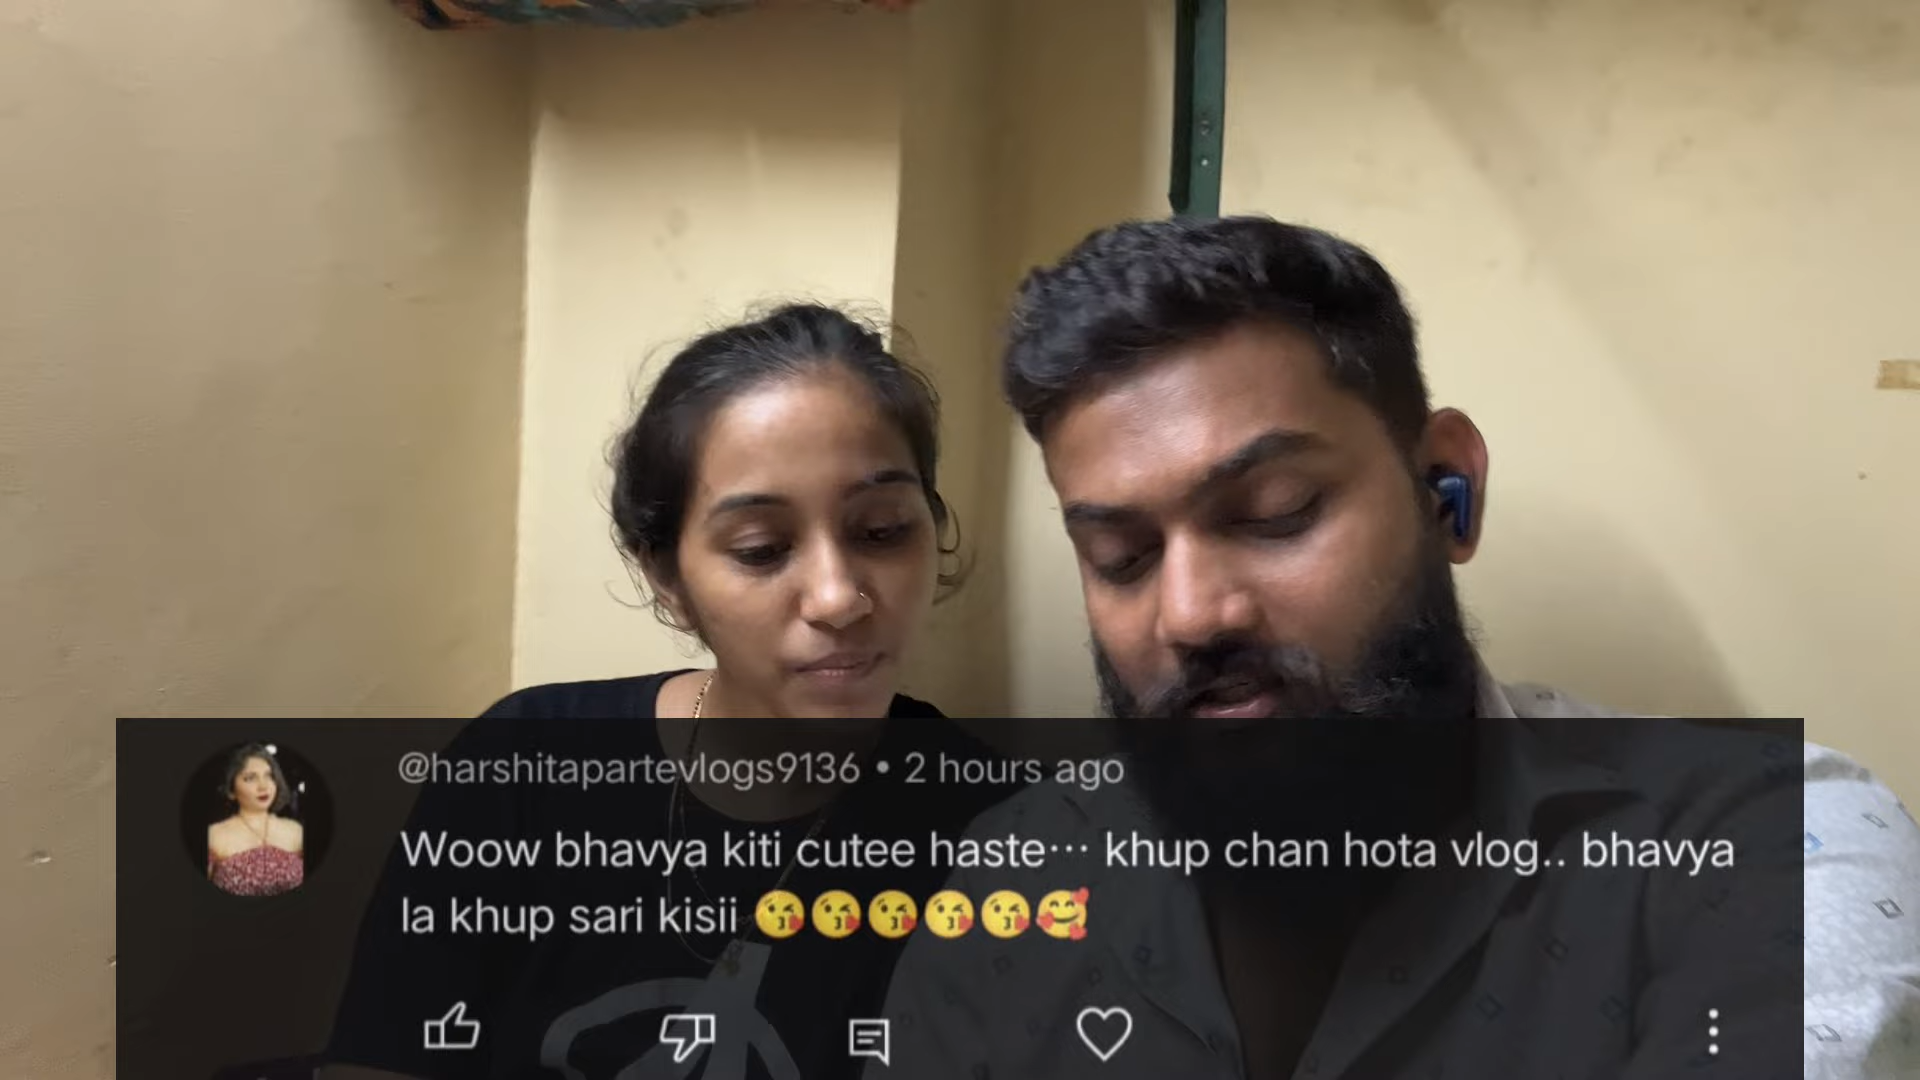 @harshitapartevlogs9136 • 2 hours ago
Woow bhavya kiti cutee haste... khup chan hota vlog.. bhavya
la khup sari kisii 😘😘😘😘😘🥰